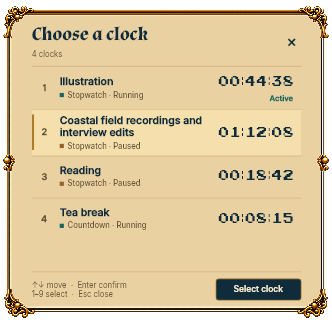 Choose a clock
×
4 clocks
1
Illustration
Stopwatch · Running
00:44:38
Active
2
Coastal field recordings and
interview edits
Stopwatch · Paused
01:12:08
3
Reading
Stopwatch · Paused
00:18:42
4
Tea break
Countdown · Running
00:08:15
↑↓ move · Enter confirm
1–9 select · Esc close
Select clock